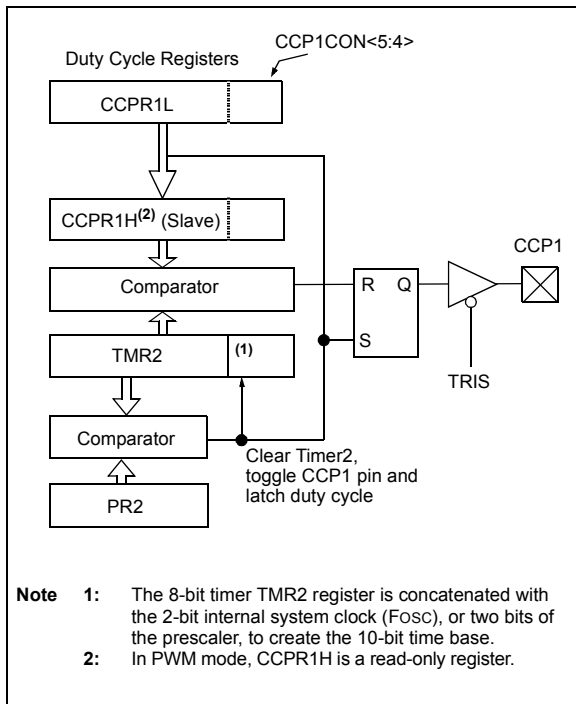 CCP1CON<5:4>
Duty Cycle Registers
CCPR1L
CCPR1H(2) (Slave)
CCP1
Comparator
R Q
TMR2 (1)
S
TRIS
Comparator
Clear Timer2,
toggle CCP1 pin and
latch duty cycle
PR2
Note 1: The 8-bit timer TMR2 register is concatenated with
the 2-bit internal system clock (FOSC), or two bits of
the prescaler, to create the 10-bit time base.
2: In PWM mode, CCPR1H is a read-only register.